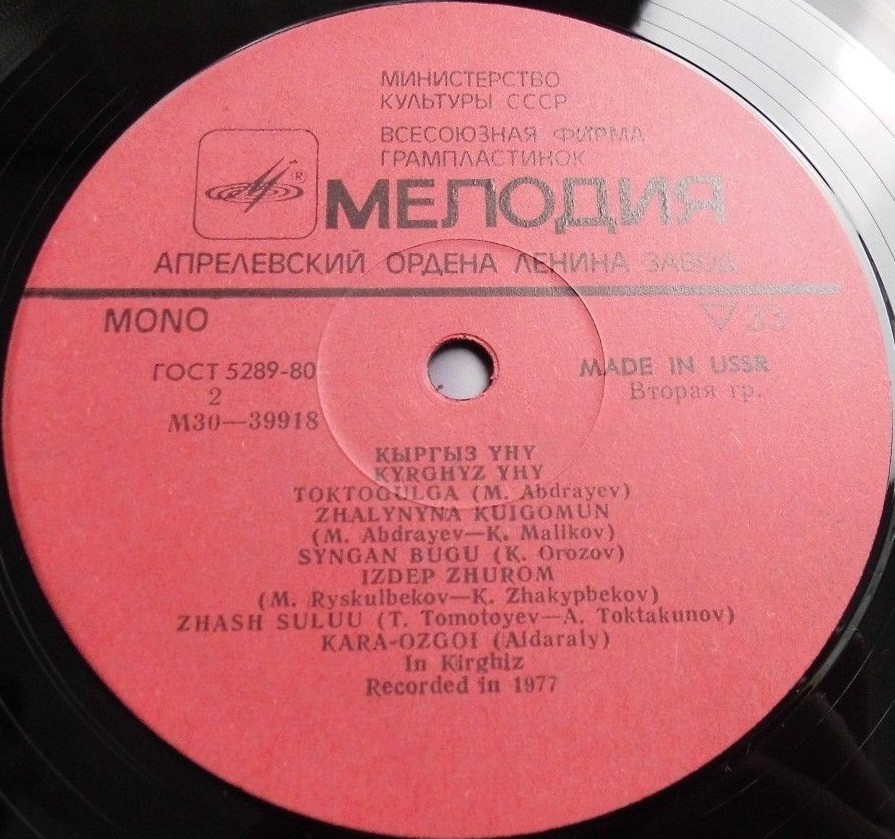 МИНИСТЕРСТВО
КУЛЬТУРЫ СССР
ВСЕСОЮЗНАЯ ФИРМА
ГРАМПЛАСТИНОК
®
МЕЛОДИЯ
АПРЕЛЕВСКИЙ ОРДЕНА ЛЕНИНА ЗАВОД
MONO
▽ 33
ГОСТ 5289-80
MADE IN USSR
2
Вторая гр.
М30—39918
КЫРГЫЗ ҮНҮ
KYRGHYZ YHY
TOKTOGULGA (M. Abdrayev)
ZHALYNYNA KUIGOMUN
(M. Abdrayev—K. Malikov)
SYNGAN BUGU (K. Orozov)
IZDEP ZHUROM
(M. Ryskulbekov—K. Zhakypbekov)
ZHASH SULUU (T. Tomotoyev—A. Toktakunov)
KARA-OZGOI (Aldaraly)
In Kirghiz
Recorded in 1977